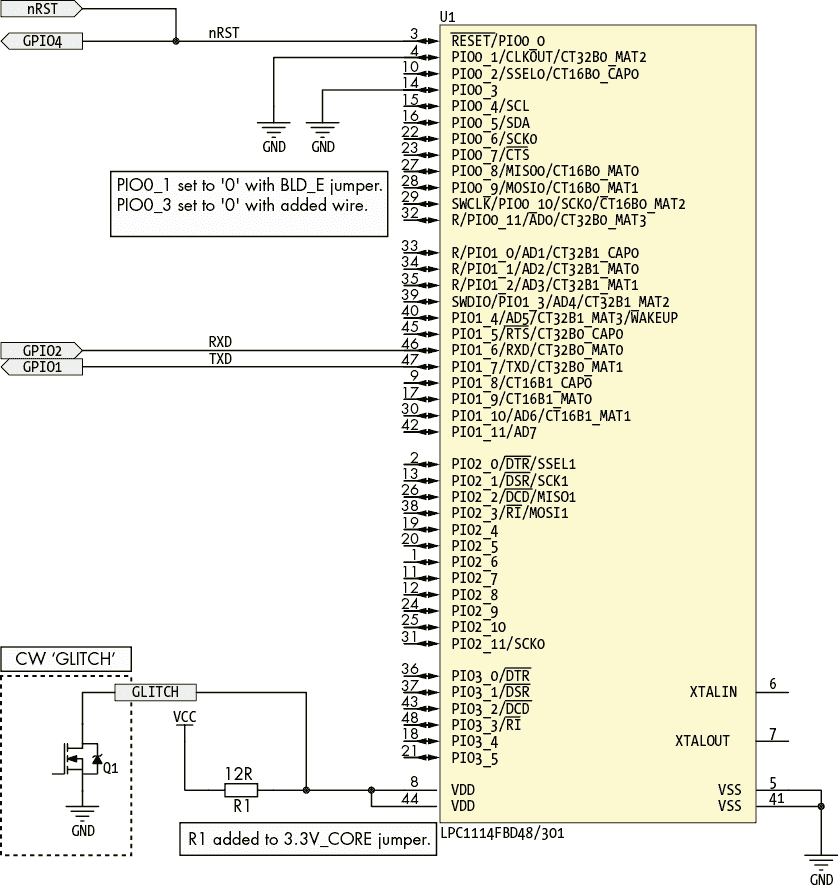 U1
nRST
GPIO4
nRST
3 RESET/PIO0_0
4 PIO0_1/CLKOUT/CT32B0_MAT2
10 PIO0_2/SSEL0/CT16B0_CAP0
14 PIO0_3
15 PIO0_4/SCL
16 PIO0_5/SDA
22 PIO0_6/SCK0
23 PIO0_7/CTS
27 PIO0_8/MISO0/CT16B0_MAT0
28 PIO0_9/MOSI0/CT16B0_MAT1
29 SWCLK/PIO0_10/SCK0/CT16B0_MAT2
32 R/PIO0_11/AD0/CT32B0_MAT3
GND GND
PIO0_1 set to '0' with BLD_E jumper.
PIO0_3 set to '0' with added wire.
33 R/PIO1_0/AD1/CT32B1_CAP0
34 R/PIO1_1/AD2/CT32B1_MAT0
35 R/PIO1_2/AD3/CT32B1_MAT1
39 SWDIO/PIO1_3/AD4/CT32B1_MAT2
40 PIO1_4/AD5/CT32B1_MAT3/WAKEUP
45 PIO1_5/RTS/CT32B0_CAP0
GPIO2 RXD 46 PIO1_6/RXD/CT32B0_MAT0
GPIO1 TXD 47 PIO1_7/TXD/CT32B0_MAT1
9 PIO1_8/CT16B1_CAP0
17 PIO1_9/CT16B1_MAT0
30 PIO1_10/AD6/CT16B1_MAT1
42 PIO1_11/AD7
2 PIO2_0/DTR/SSEL1
13 PIO2_1/DSR/SCK1
26 PIO2_2/DCD/MISO1
38 PIO2_3/RI/MOSI1
19 PIO2_4
20 PIO2_5
1 PIO2_6
11 PIO2_7
12 PIO2_8
24 PIO2_9
25 PIO2_10
31 PIO2_11/SCK0
36 PIO3_0/DTR
37 PIO3_1/DSR
43 PIO3_2/DCD
48 PIO3_3/RI
18 PIO3_4
21 PIO3_5
XTALIN 6
XTALOUT 7
CW 'GLITCH'
GLITCH
VCC
Q1
GND
12R
R1
8 VDD
44 VDD
VSS 5
VSS 41
R1 added to 3.3V_CORE jumper.
LPC1114FBD48/301
GND